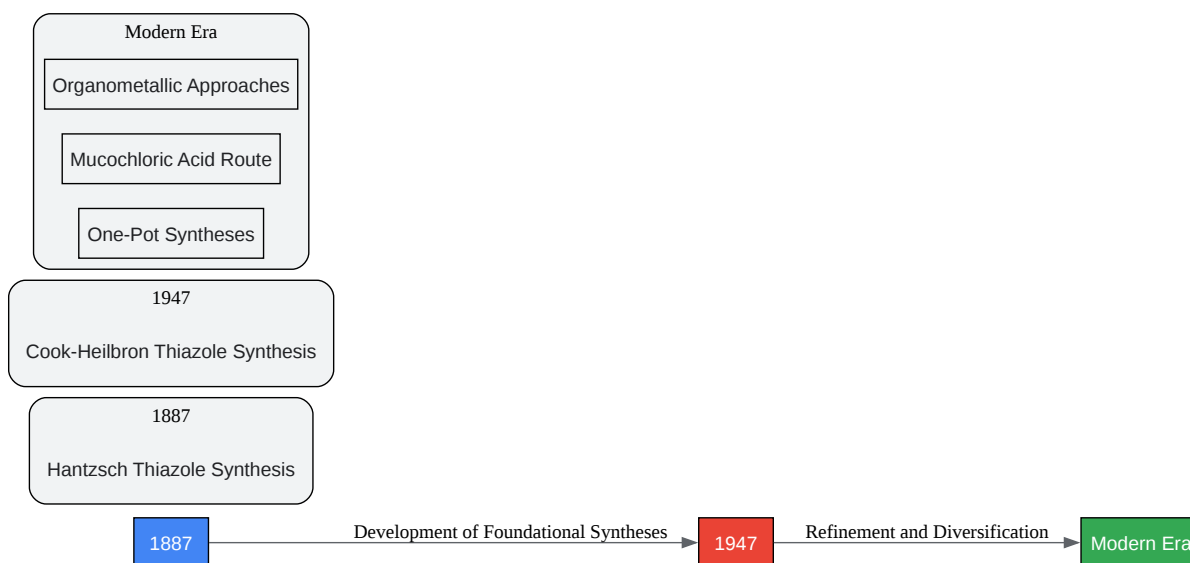 Modern Era
Organometallic Approaches
Mucochloric Acid Route
One-Pot Syntheses
1947
Cook-Heilbron Thiazole Synthesis
1887
Hantzsch Thiazole Synthesis
1887
Development of Foundational Syntheses
1947
Refinement and Diversification
Modern Era